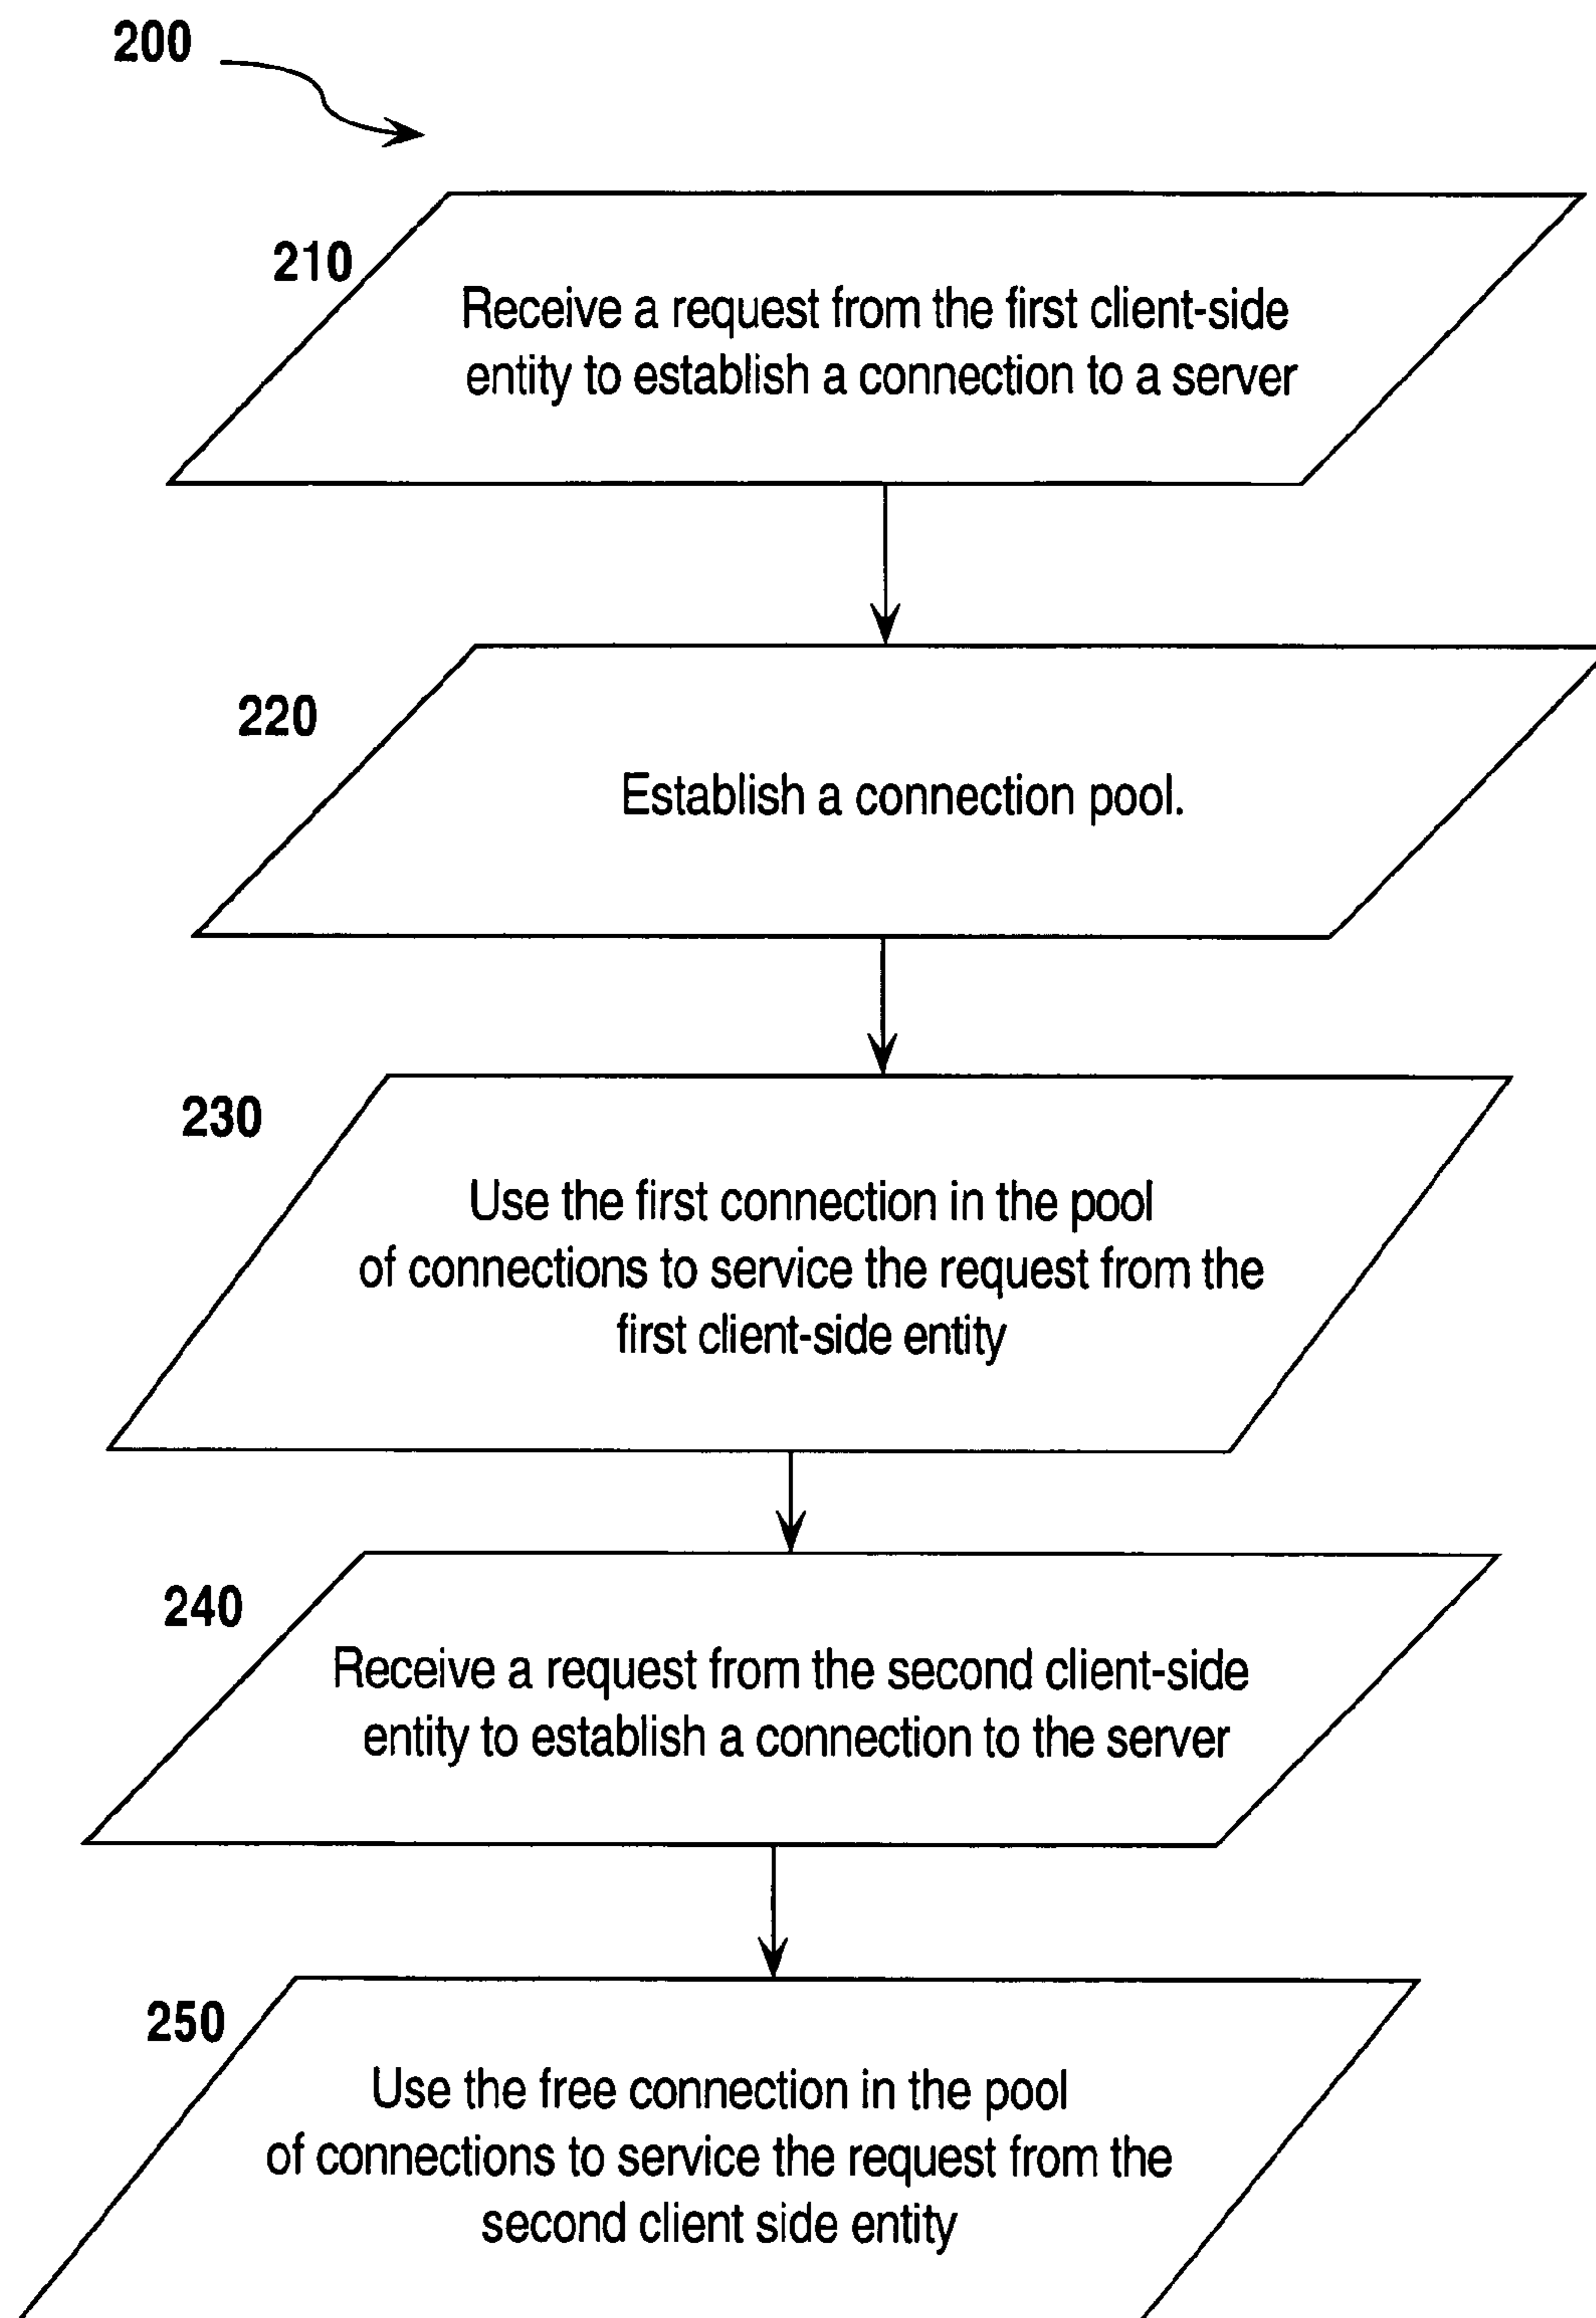 200
210
Receive a request from the first client-side
entity to establish a connection to a server
220
Establish a connection pool.
230
Use the first connection in the pool
of connections to service the request from the
first client-side entity
240
Receive a request from the second client-side
entity to establish a connection to the server
250
Use the free connection in the pool
of connections to service the request from the
second client side entity